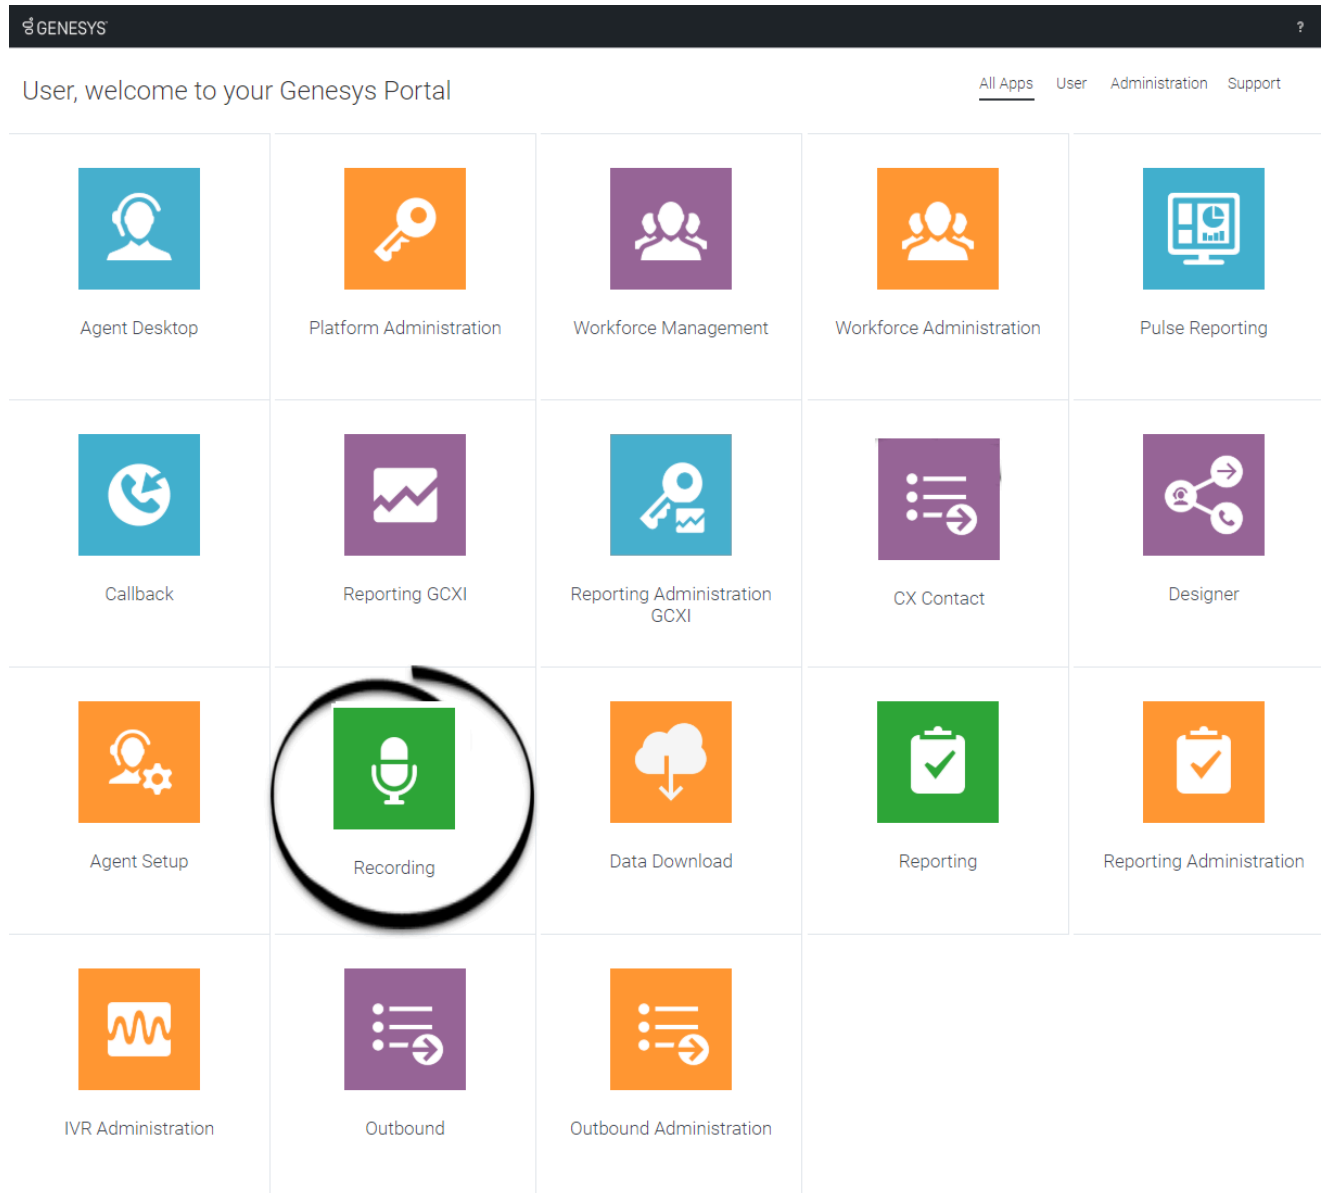 GENESYS
?
User, welcome to your Genesys Portal
All Apps User Administration Support
Agent Desktop
Platform Administration
Workforce Management
Workforce Administration
Pulse Reporting
Callback
Reporting GCXI
Reporting Administration
GCXI
CX Contact
Designer
Agent Setup
Recording
Data Download
Reporting
Reporting Administration
IVR Administration
Outbound
Outbound Administration